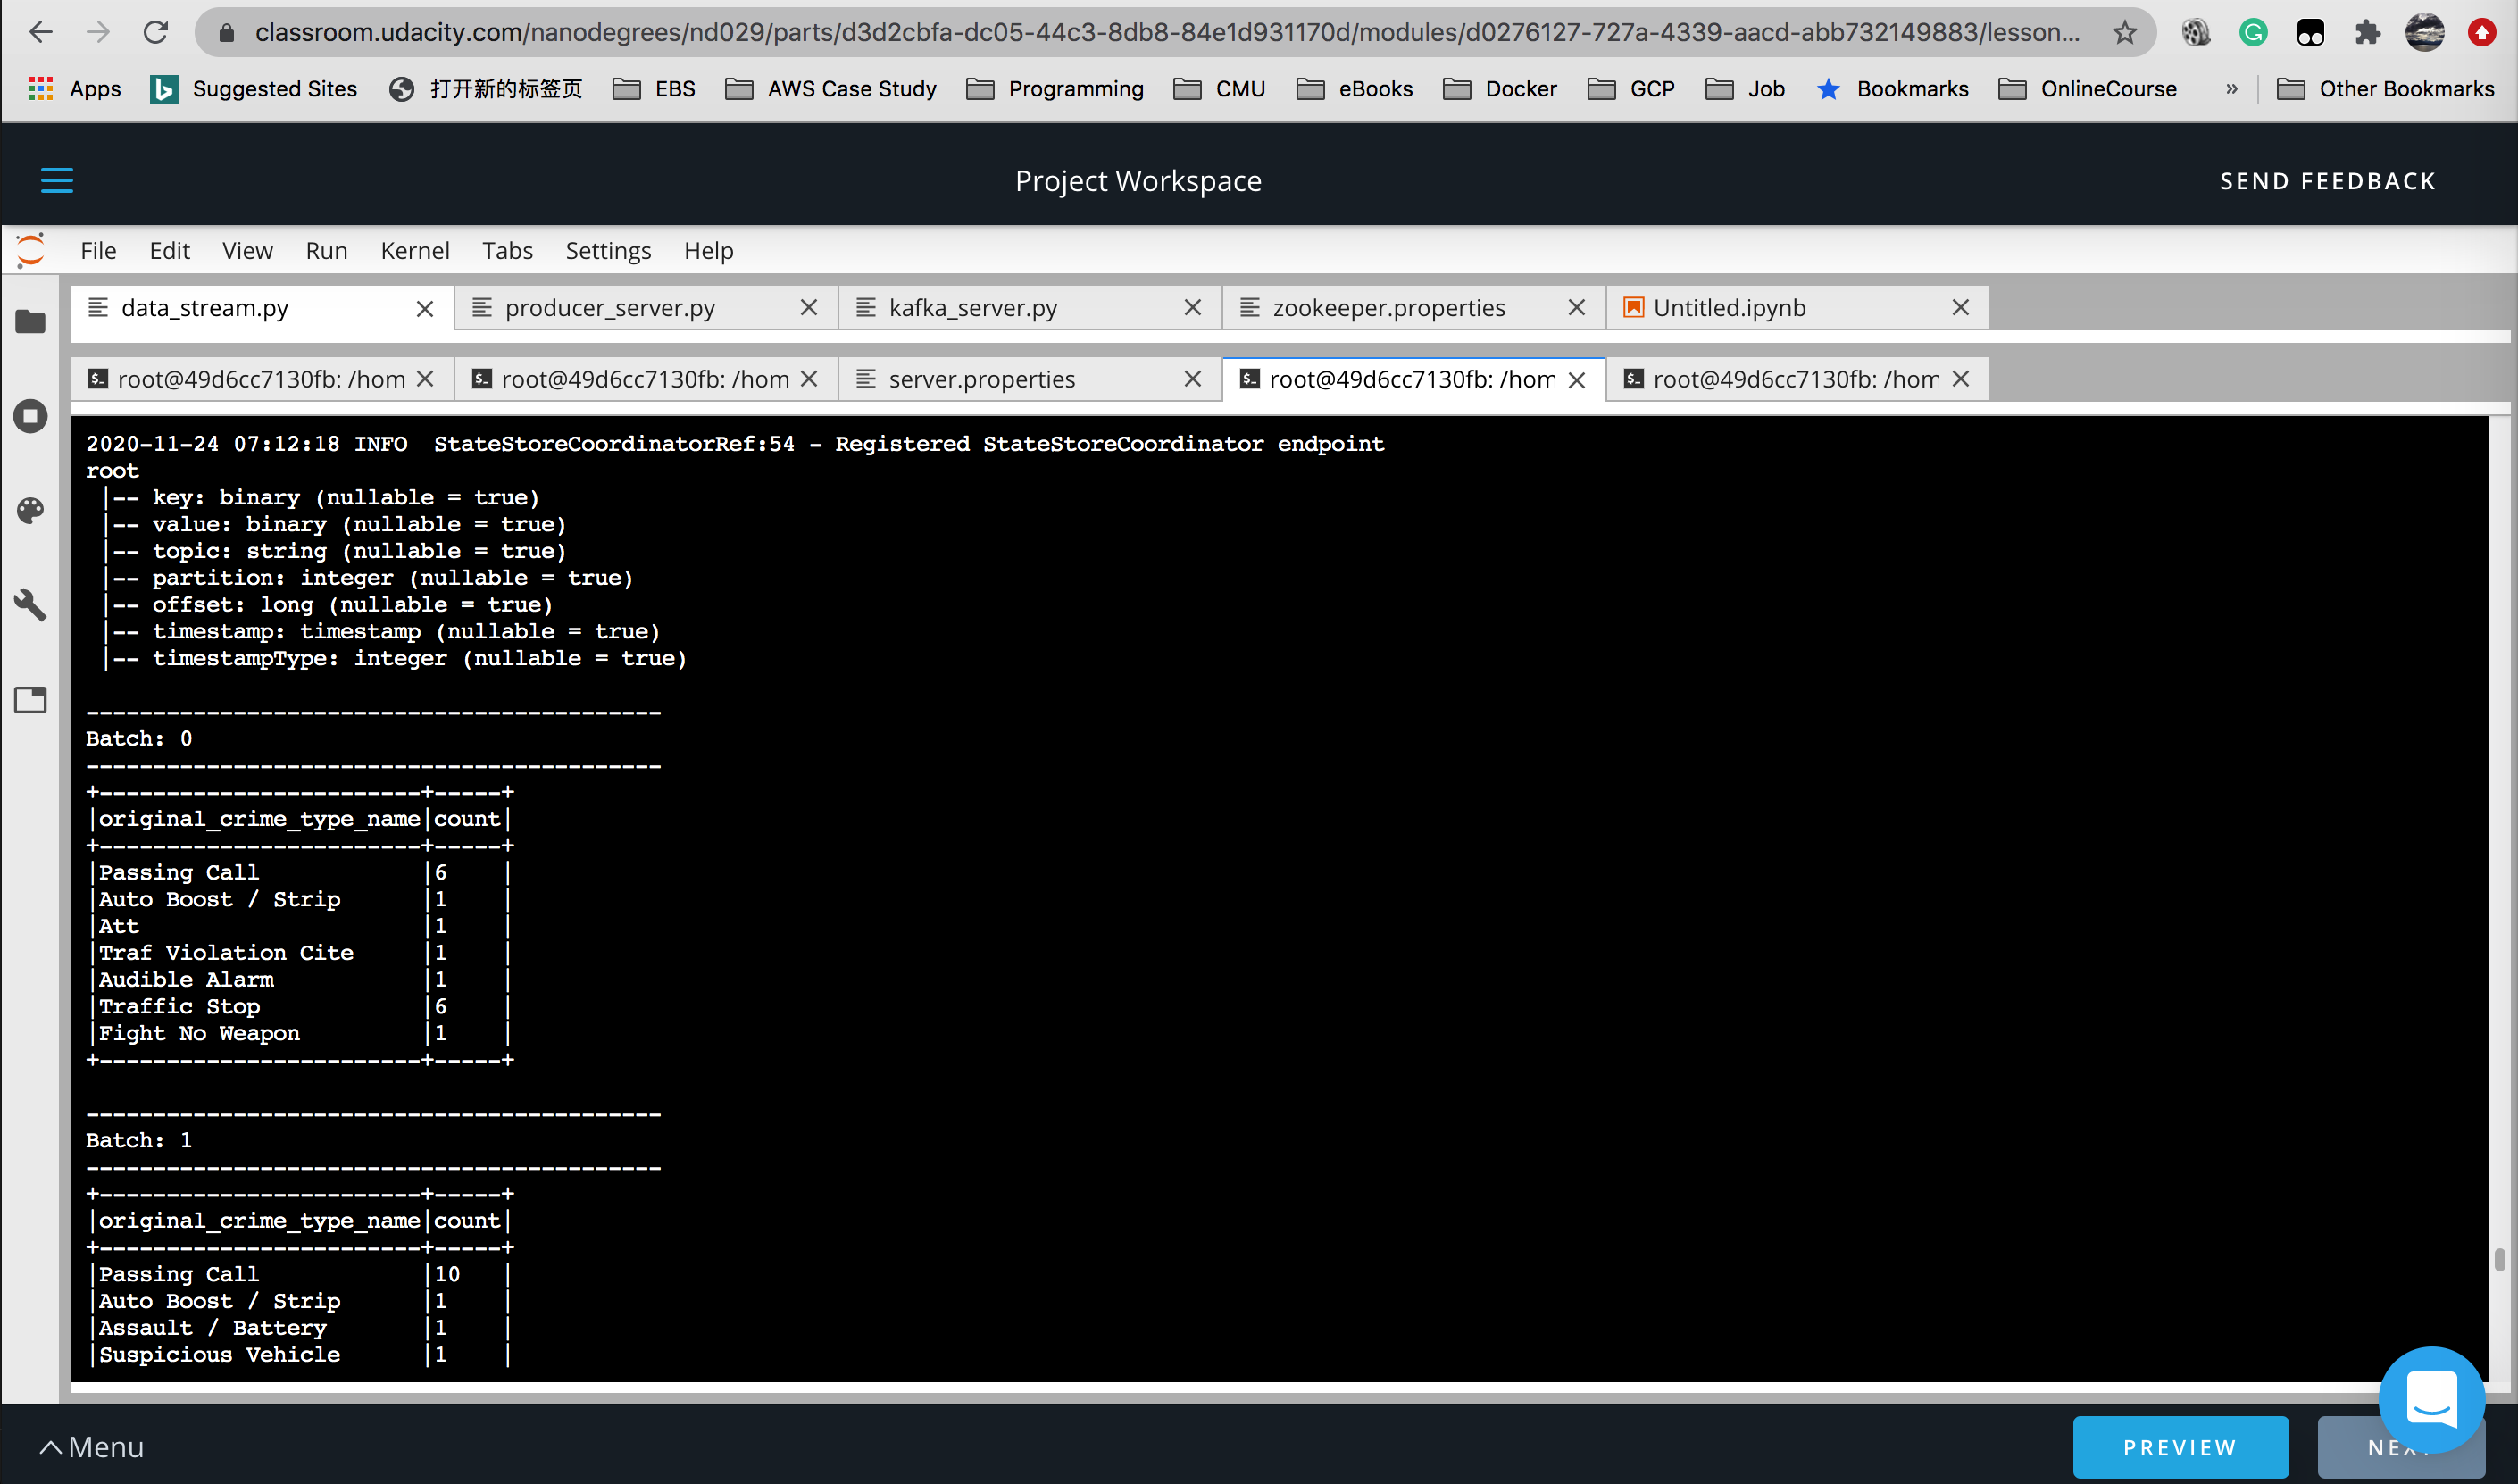 classroom.udacity.com/nanodegrees/nd029/parts/d3d2cbfa-dc05-44c3-8db8-84e1d931170d/modules/d0276127-727a-4339-aacd-abb732149883/lesson...
Apps Suggested Sites 打开新的标签页 EBS AWS Case Study Programming CMU eBooks Docker GCP Job Bookmarks OnlineCourse » Other Bookmarks
Project Workspace SEND FEEDBACK
File Edit View Run Kernel Tabs Settings Help
data_stream.py producer_server.py kafka_server.py zookeeper.properties Untitled.ipynb
root@49d6cc7130fb: /hom root@49d6cc7130fb: /hom server.properties root@49d6cc7130fb: /hom root@49d6cc7130fb: /hom
2020-11-24 07:12:18 INFO  StateStoreCoordinatorRef:54 - Registered StateStoreCoordinator endpoint
root
 |-- key: binary (nullable = true)
 |-- value: binary (nullable = true)
 |-- topic: string (nullable = true)
 |-- partition: integer (nullable = true)
 |-- offset: long (nullable = true)
 |-- timestamp: timestamp (nullable = true)
 |-- timestampType: integer (nullable = true)
-------------------------------------------
Batch: 0
-------------------------------------------
+------------------------+-----+
|original_crime_type_name|count|
+------------------------+-----+
|Passing Call            |6    |
|Auto Boost / Strip      |1    |
|Att                     |1    |
|Traf Violation Cite     |1    |
|Audible Alarm           |1    |
|Traffic Stop            |6    |
|Fight No Weapon         |1    |
+------------------------+-----+
-------------------------------------------
Batch: 1
-------------------------------------------
+------------------------+-----+
|original_crime_type_name|count|
+------------------------+-----+
|Passing Call            |10   |
|Auto Boost / Strip      |1    |
|Assault / Battery       |1    |
|Suspicious Vehicle      |1    |
Menu PREVIEW NEXT